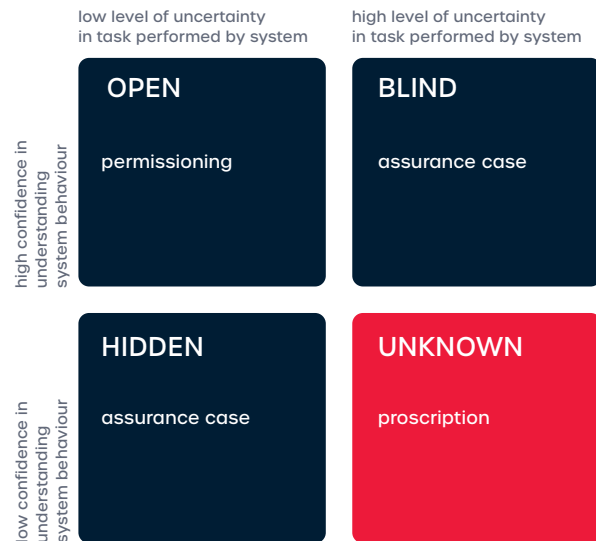 low level of uncertainty
in task performed by system
high level of uncertainty
in task performed by system
high confidence in
understanding
system behaviour
OPEN
permissioning
BLIND
assurance case
low confidence in
understanding
system behaviour
HIDDEN
assurance case
UNKNOWN
proscription